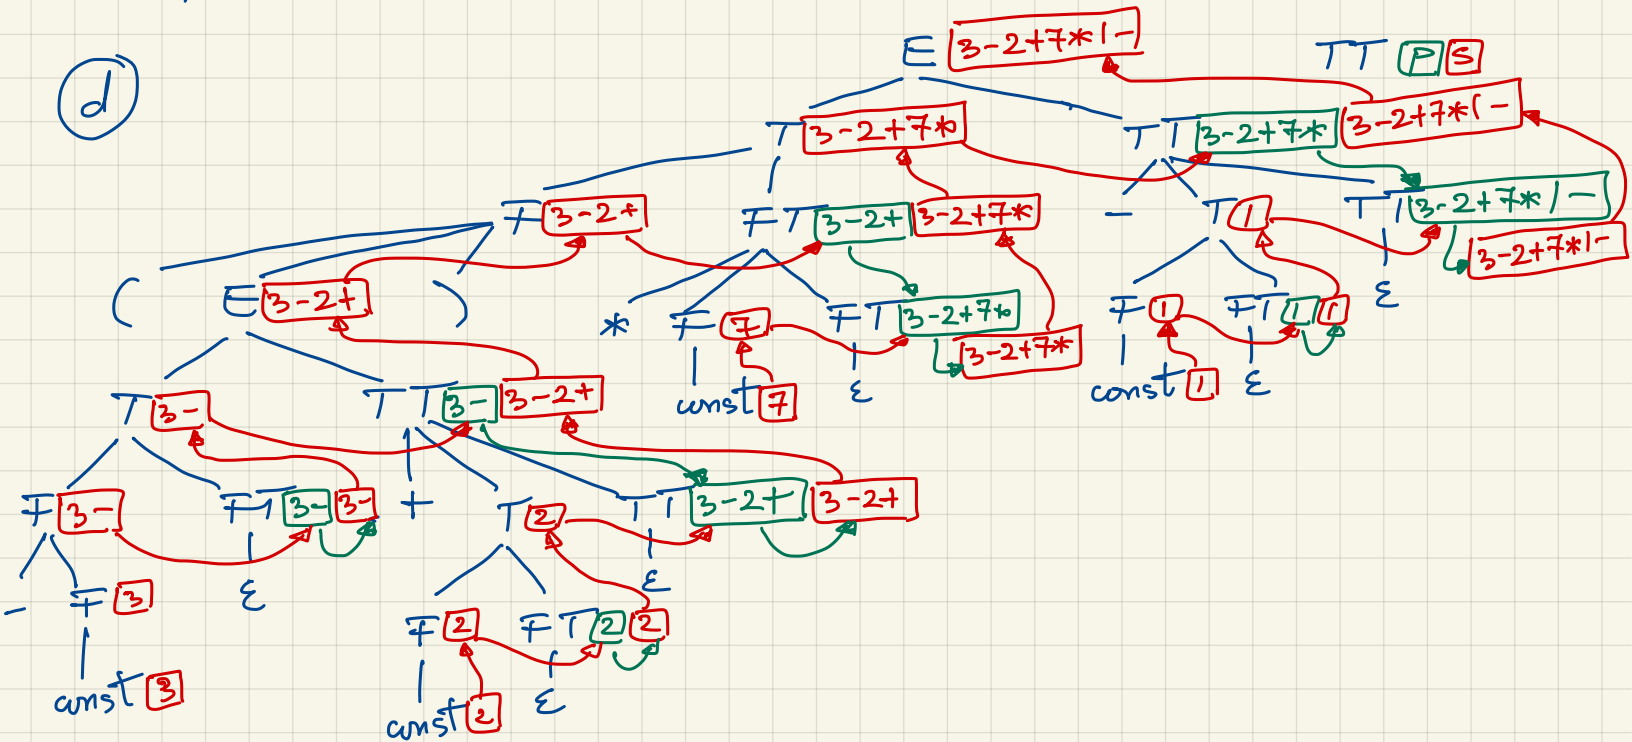 d
E 3-2+7*1- TT P S
T 3-2+7* TT 3-2+7* 3-2+7*1-
F 3-2+ FT 3-2+ 3-2+7* - T 1 TT 3-2+7*1- 3-2+7*1-
( E 3-2+ ) * F 7 FT 3-2+7* 3-2+7* F 1 FT 1 1 ε
T 3- TT 3- 3-2+ const 7 ε const 1 ε
F 3- FT 3- 3- + T 2 TT 3-2+ 3-2+
- F 3 ε F 2 FT 2 2 ε
const 3 const 2 ε